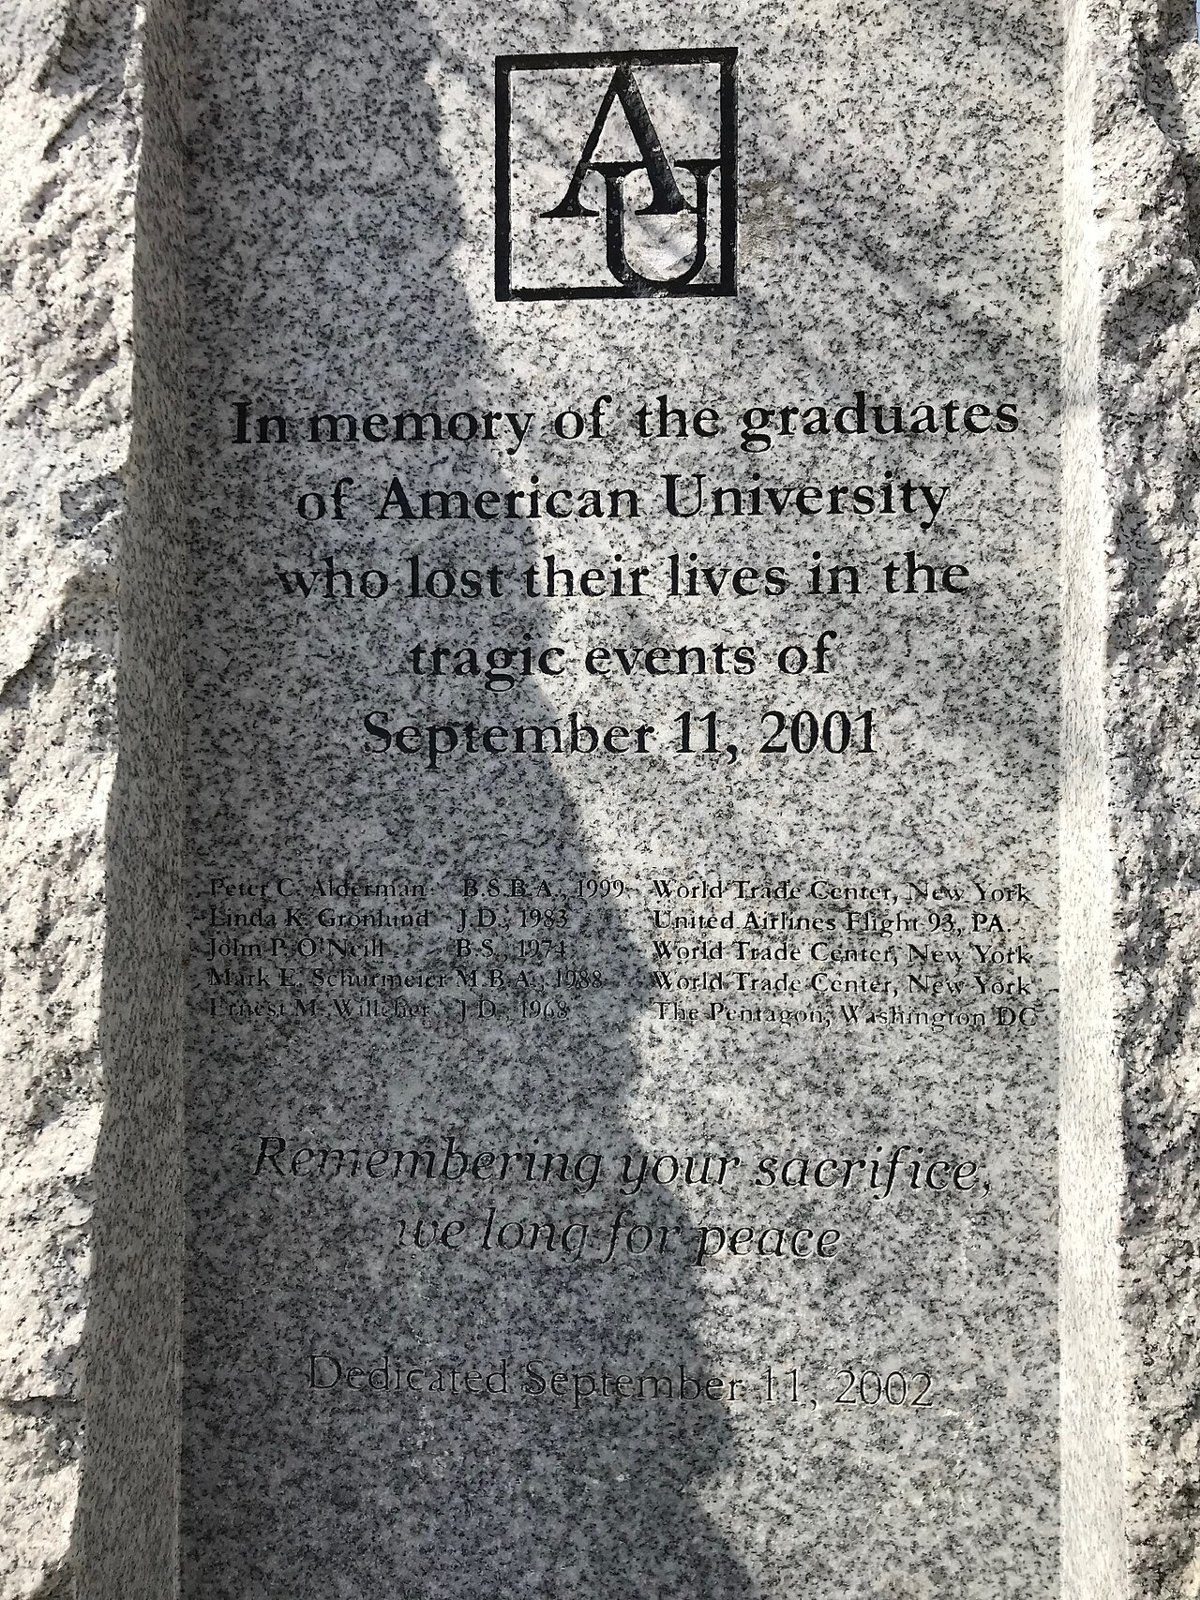 AU
In memory of the graduates
of American University
who lost their lives in the
tragic events of
September 11, 2001
Peter C. Alderman B.S.B.A., 1999 World Trade Center, New York
Linda K. Gronlund J.D., 1983 United Airlines Flight 93, PA
John P. O'Neill B.S., 1974 World Trade Center, New York
Mark E. Schurmeier M.B.A., 1988 World Trade Center, New York
Ernest M. Willcher J.D., 1968 The Pentagon, Washington DC
Remembering your sacrifice,
we long for peace
Dedicated September 11, 2002